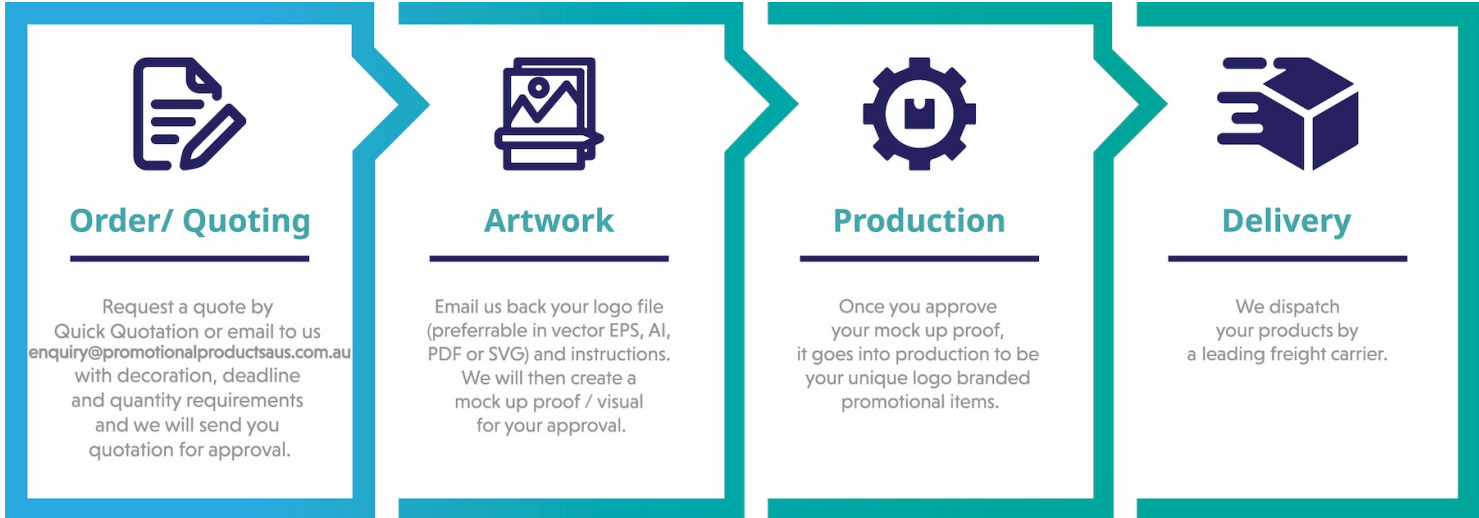 Order/ Quoting
Request a quote by
Quick Quotation or email to us
enquiry@promotionalproductsaus.com.au
with decoration, deadline
and quantity requirements
and we will send you
quotation for approval.
Artwork
Email us back your logo file
(preferrable in vector EPS, AI,
PDF or SVG) and instructions.
We will then create a
mock up proof / visual
for your approval.
Production
Once you approve
your mock up proof,
it goes into production to be
your unique logo branded
promotional items.
Delivery
We dispatch
your products by
a leading freight carrier.